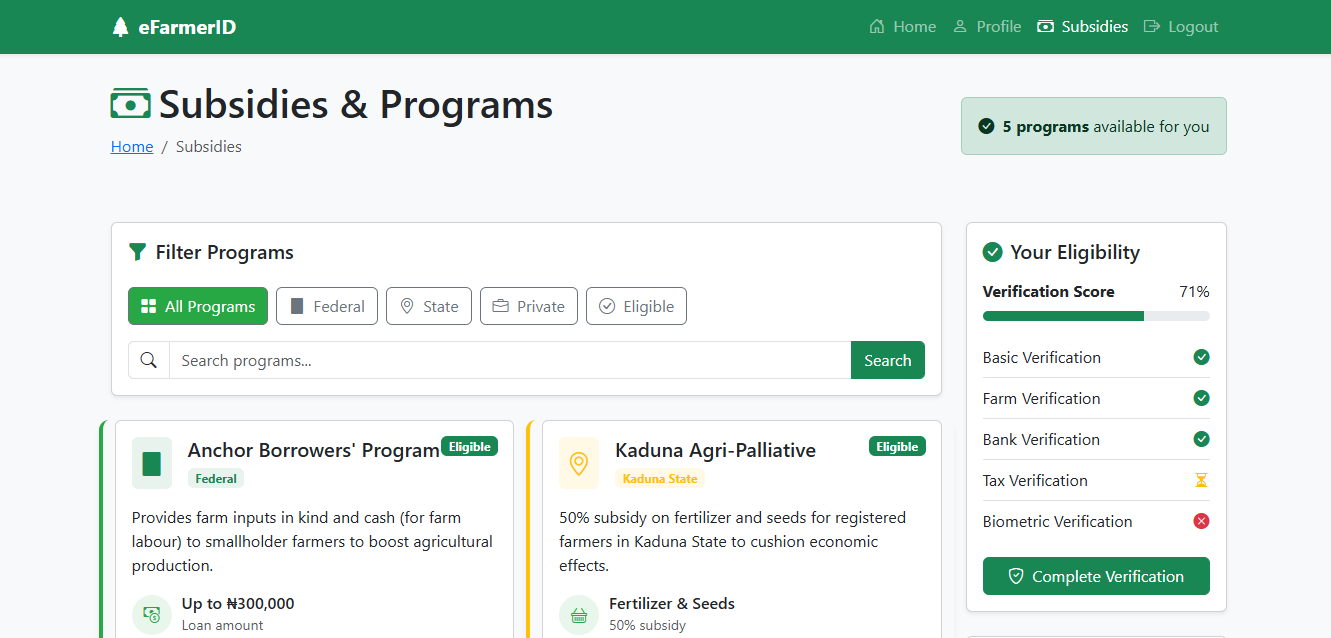 eFarmerID
Home
Profile
Subsidies
Logout
Subsidies & Programs
Home / Subsidies
5 programs available for you
Filter Programs
All Programs
Federal
State
Private
Eligible
Search programs...
Search
Anchor Borrowers' Program
Eligible
Federal
Provides farm inputs in kind and cash (for farm
labour) to smallholder farmers to boost agricultural
production.
Up to ₦300,000
Loan amount
Kaduna Agri-Palliative
Eligible
Kaduna State
50% subsidy on fertilizer and seeds for registered
farmers in Kaduna State to cushion economic
effects.
Fertilizer & Seeds
50% subsidy
Your Eligibility
Verification Score 71%
Basic Verification
Farm Verification
Bank Verification
Tax Verification
Biometric Verification
Complete Verification